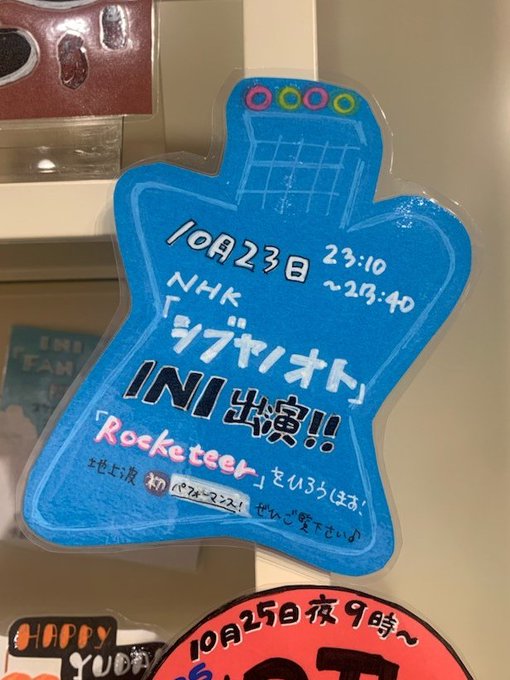 10月23日 23:10
~23:40
NHK
「シブヤノオト」
INI出演!!
「Rocketeer」をひろうします!
地上波初パフォーマンス! ぜひご覧下さい♪
INI
HAPPY
10月25日夜9時~